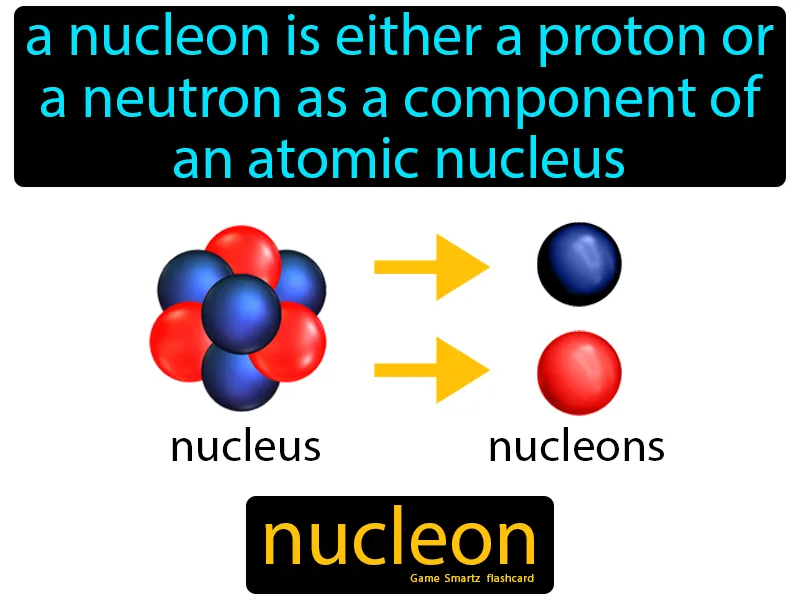 a nucleon is either a proton or
a neutron as a component of
an atomic nucleus
nucleus
nucleons
nucleon
Game Smartz flashcard